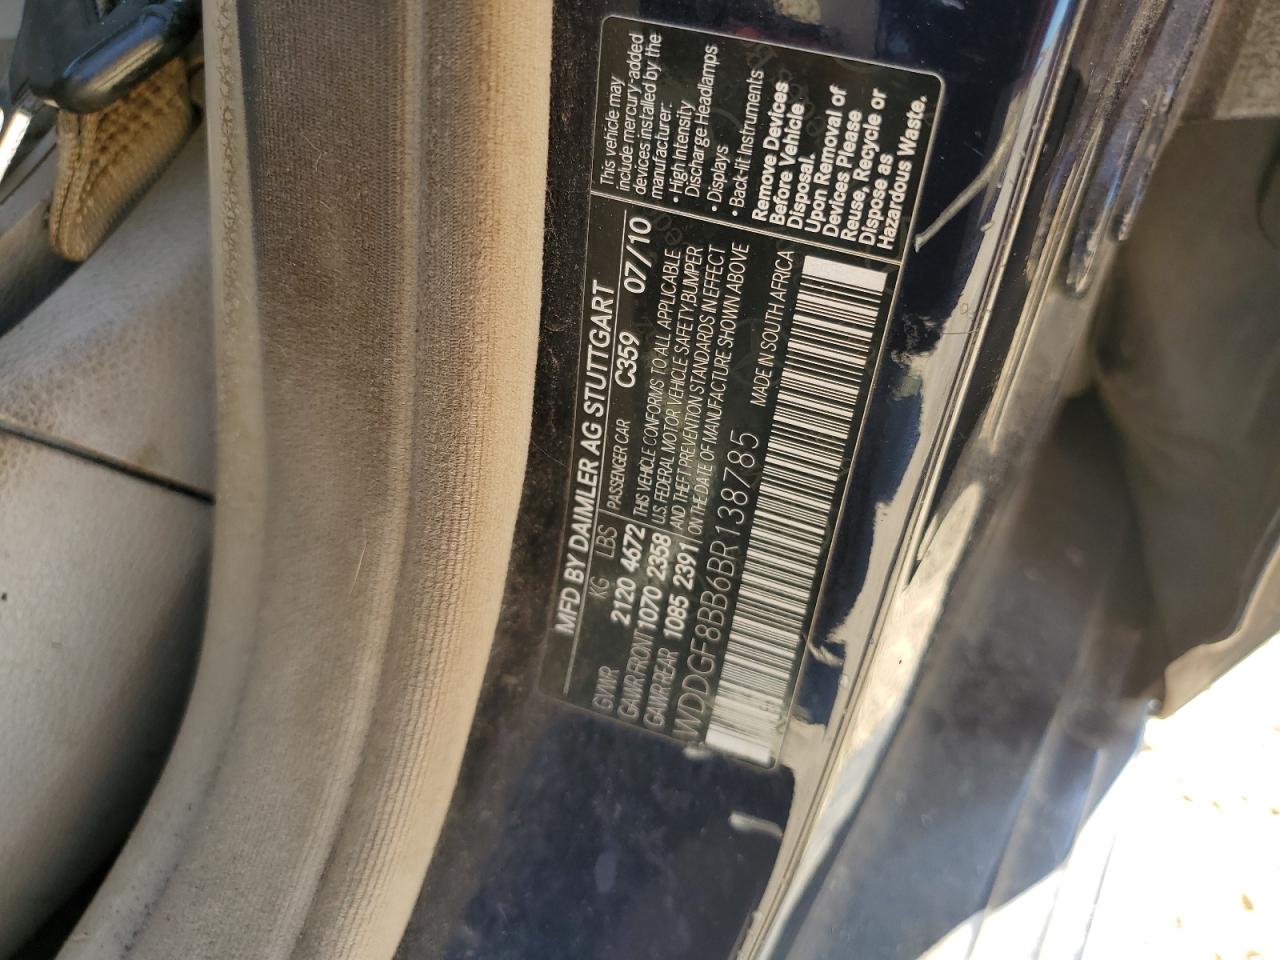 MFD BY DAIMLER AG STUTTGART
KG LBS PASSENGER CAR C359 07/10
GVWR 2120 4672
GAWR FRONT 1070 2358
GAWR REAR 1085 2391
THIS VEHICLE CONFORMS TO ALL APPLICABLE
U.S. FEDERAL MOTOR VEHICLE SAFETY, BUMPER
AND THEFT PREVENTION STANDARDS IN EFFECT
ON THE DATE OF MANUFACTURE SHOWN ABOVE
WDDGF8BB6BR138785 MADE IN SOUTH AFRICA
This vehicle may
include mercury-added
devices installed by the
manufacturer:
• High Intensity
Discharge Headlamps
• Displays
• Back-lit Instruments
Remove Devices
Before Vehicle
Disposal.
Upon Removal of
Devices Please
Reuse, Recycle or
Dispose as
Hazardous Waste.